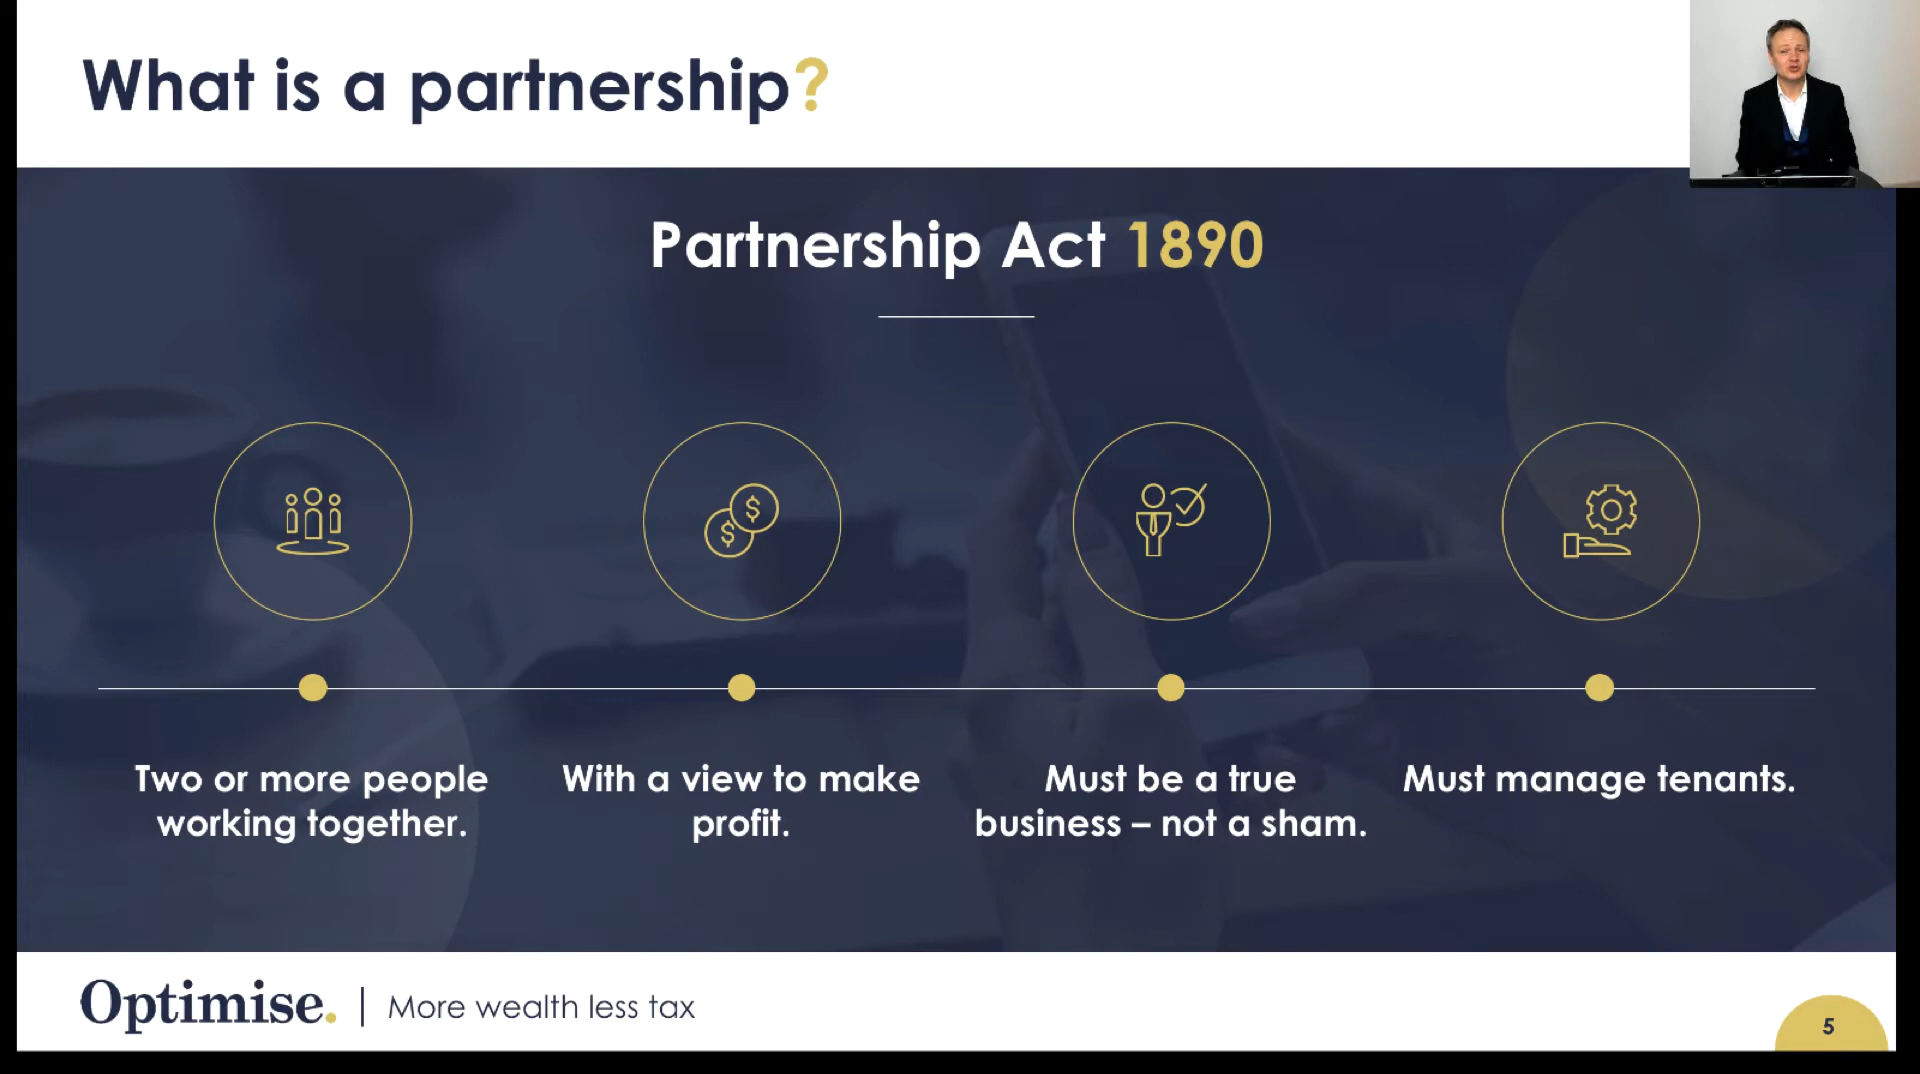 What is a partnership?
Partnership Act 1890
$
$
Two or more people
working together.
With a view to make
profit.
Must be a true
business – not a sham.
Must manage tenants.
Optimise. | More wealth less tax
5